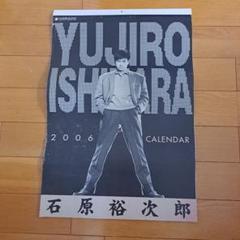 YUJIRO
ISHIHARA
2006 CALENDAR
石原裕次郎